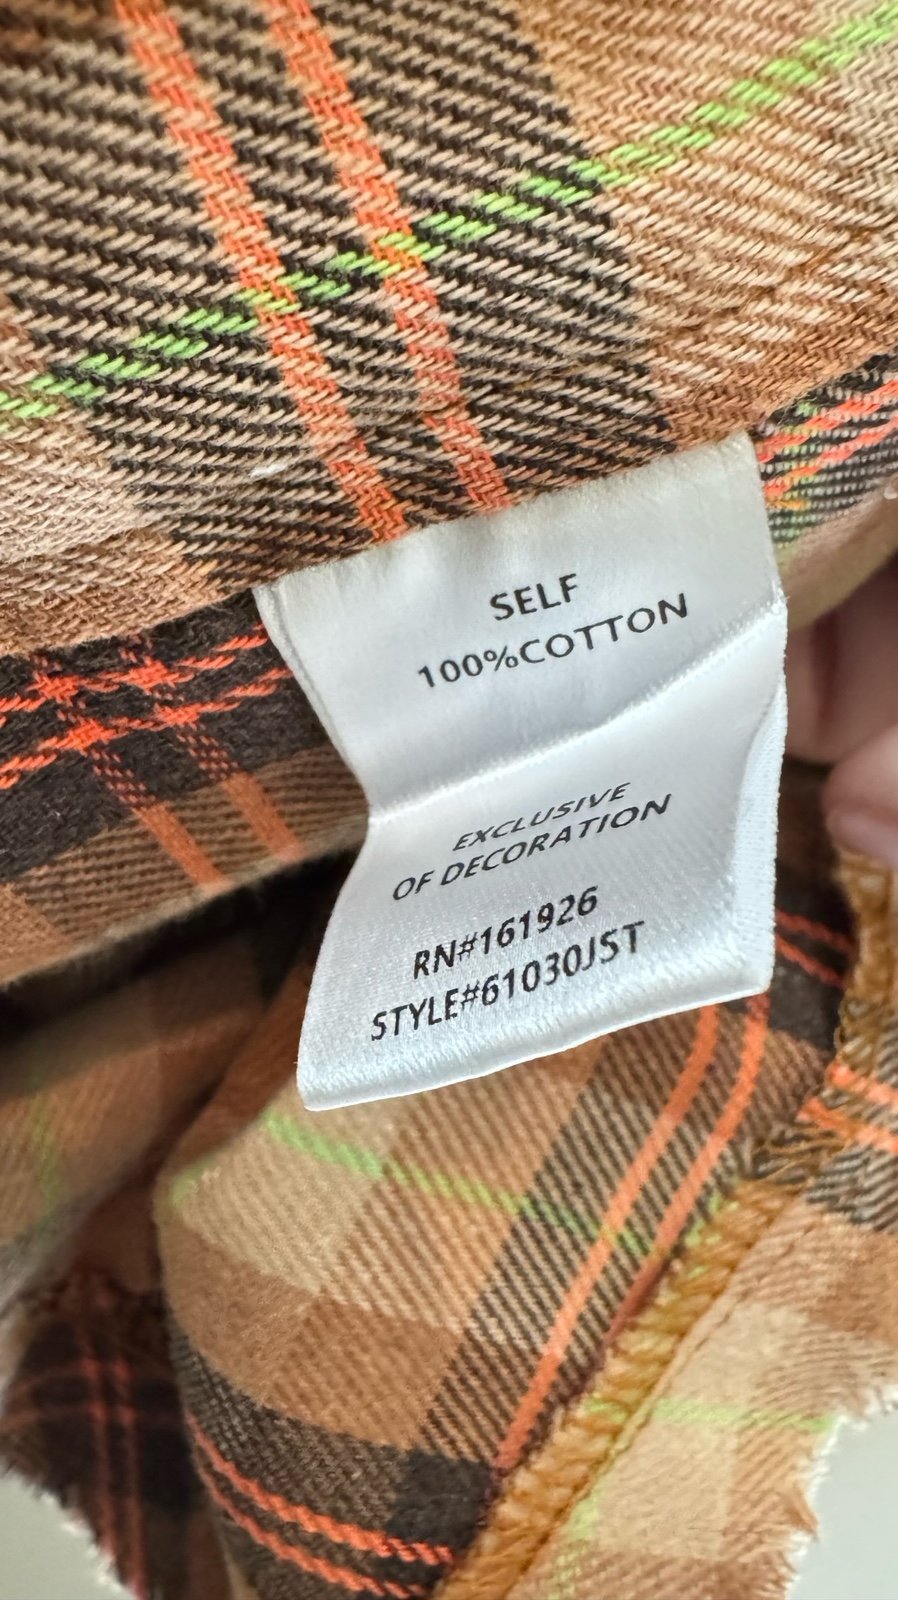 SELF
100%COTTON
EXCLUSIVE
OF DECORATION
RN#161926
STYLE#61030JST